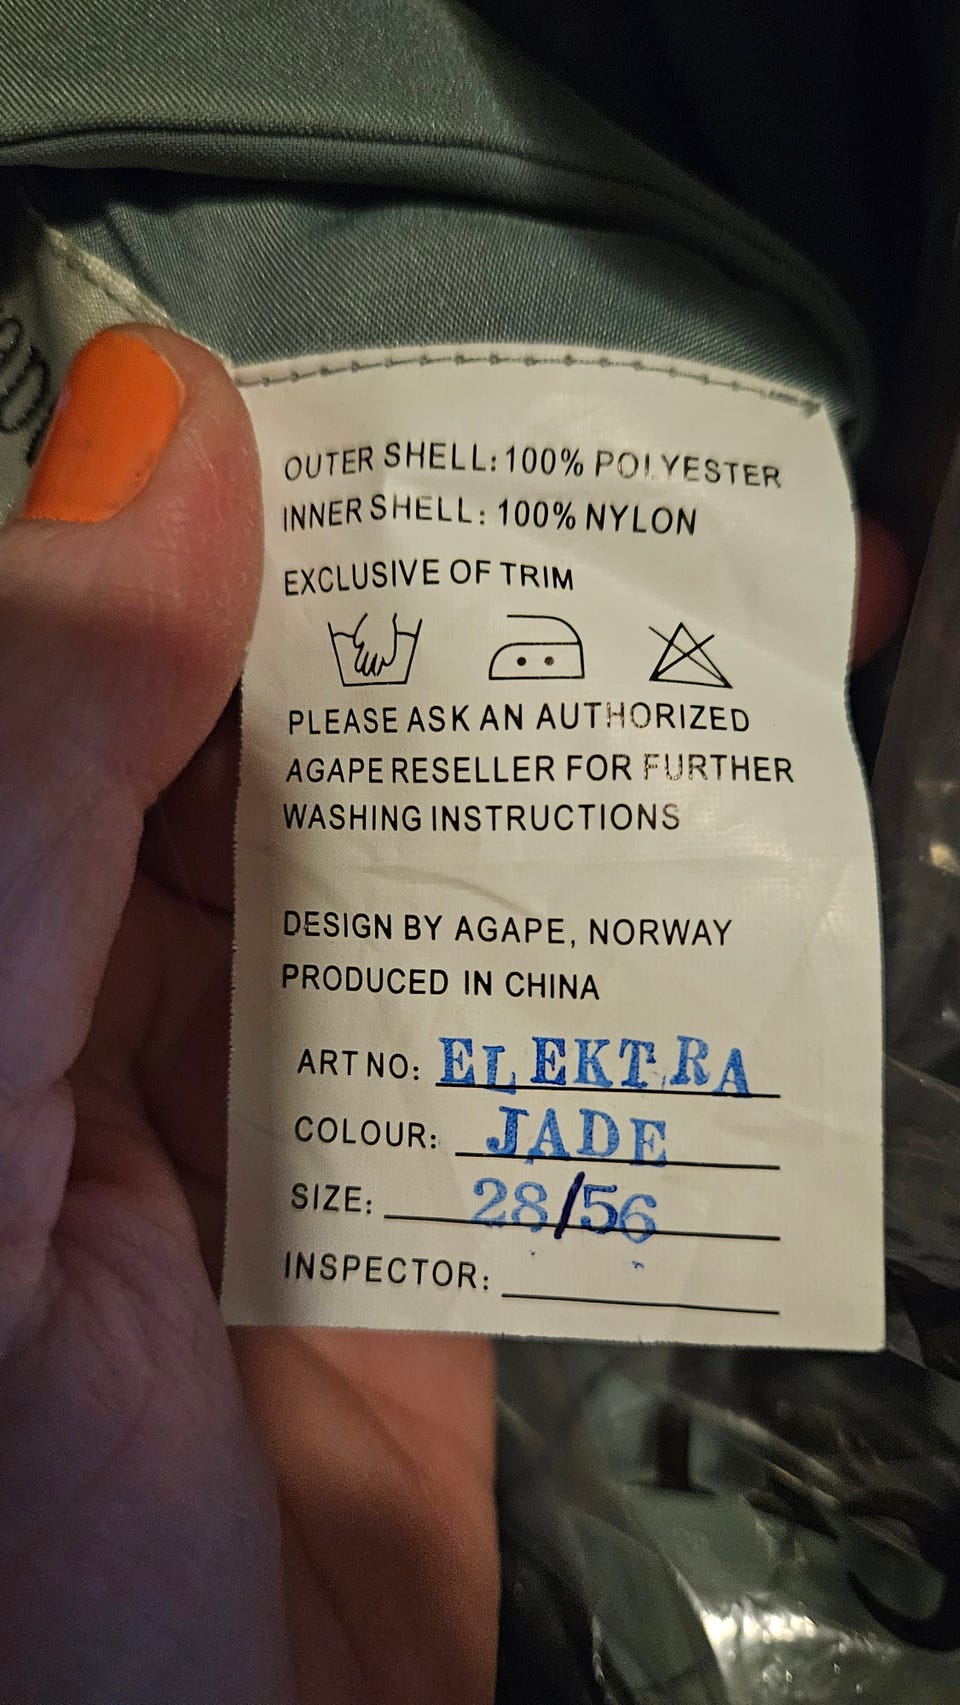 OUTER SHELL: 100% POLYESTER
INNER SHELL: 100% NYLON
EXCLUSIVE OF TRIM
PLEASE ASK AN AUTHORIZED
AGAPE RESELLER FOR FURTHER
WASHING INSTRUCTIONS
DESIGN BY AGAPE, NORWAY
PRODUCED IN CHINA
ART NO: ELEKTRA
COLOUR: JADE
SIZE: 28/56
INSPECTOR: